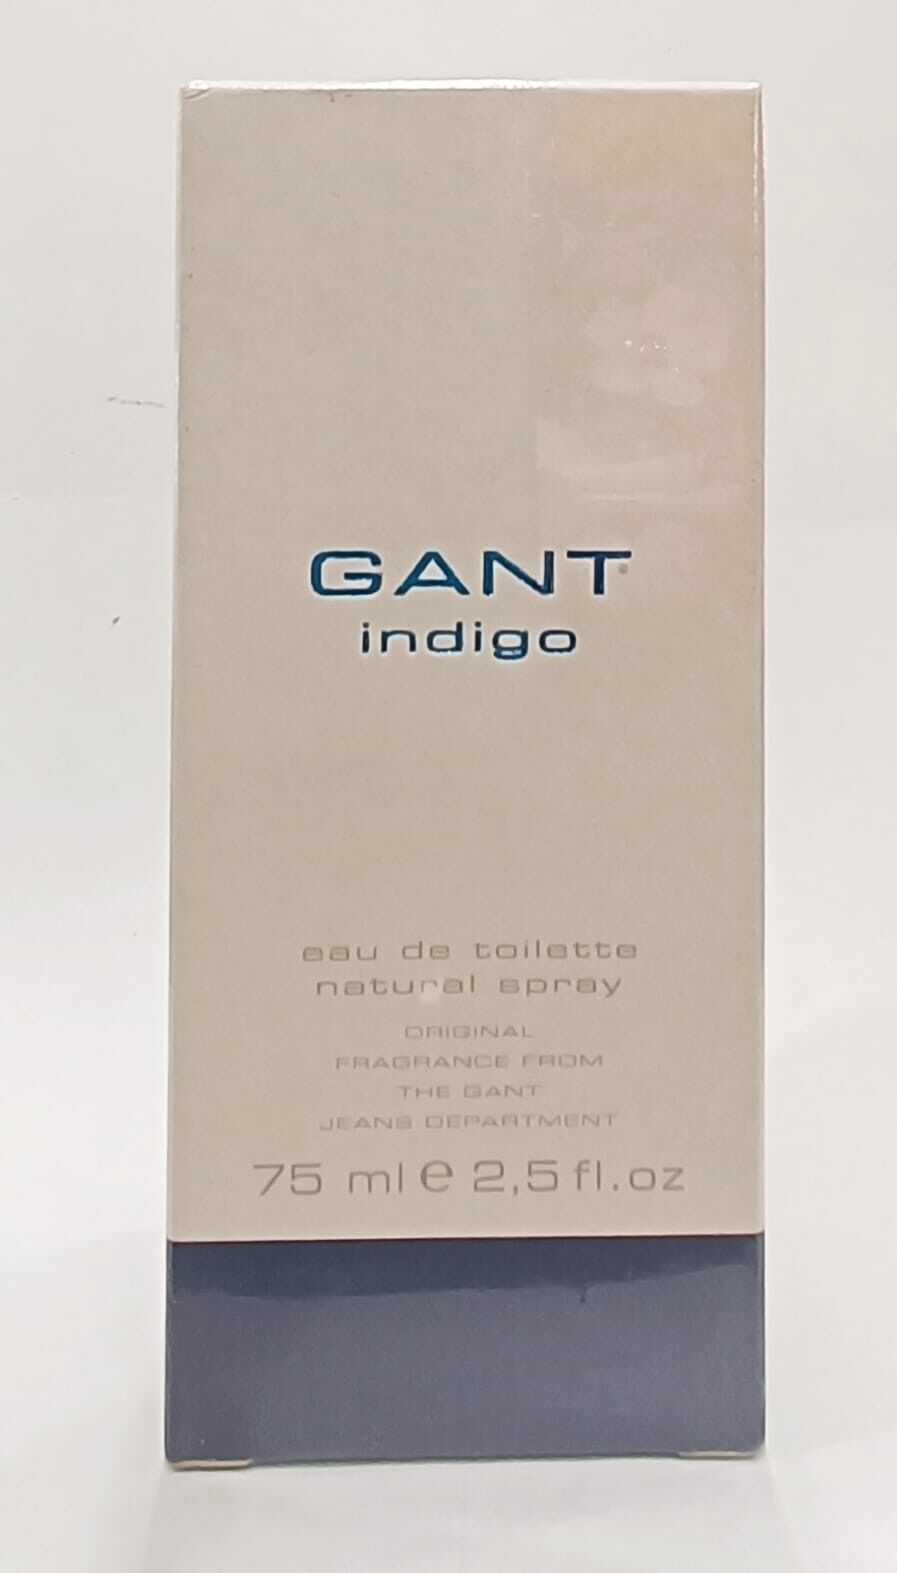 GANT
indigo
eau de toilette
natural spray
ORIGINAL
FRAGRANCE FROM
THE GANT
JEANS DEPARTMENT
75 ml e 2,5 fl.oz